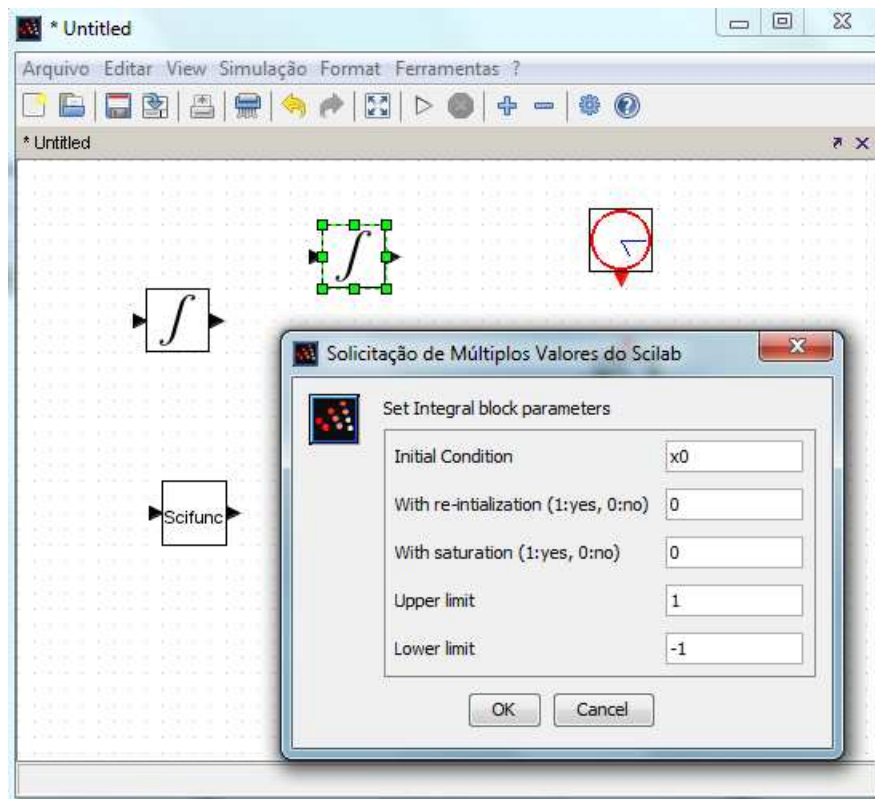 * Untitled
Arquivo Editar View Simulação Format Ferramentas ?
* Untitled
Scifunc
Solicitação de Múltiplos Valores do Scilab
Set Integral block parameters
Initial Condition x0
With re-intialization (1:yes, 0:no) 0
With saturation (1:yes, 0:no) 0
Upper limit 1
Lower limit -1
OK Cancel